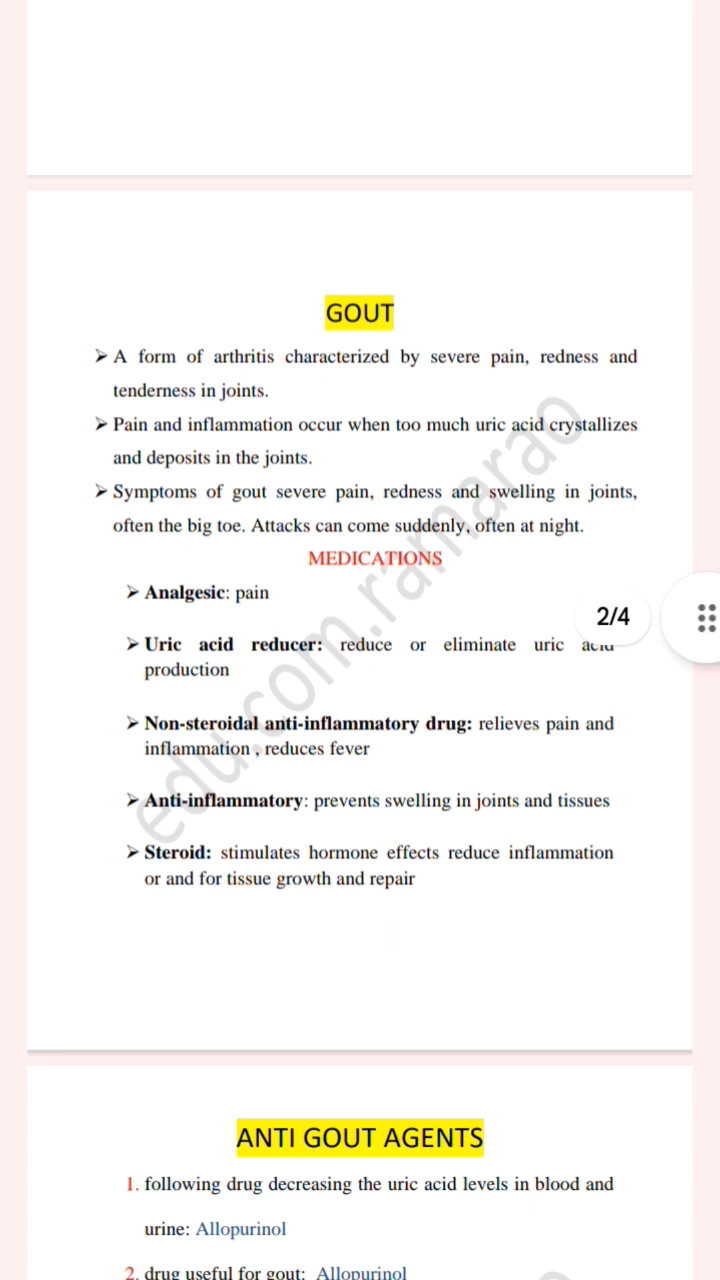 GOUT
➢ A form of arthritis characterized by severe pain, redness and
tenderness in joints.
➢ Pain and inflammation occur when too much uric acid crystallizes
and deposits in the joints.
➢ Symptoms of gout severe pain, redness and swelling in joints,
often the big toe. Attacks can come suddenly, often at night.
MEDICATIONS
➢ Analgesic: pain
2/4
➢ Uric acid reducer: reduce or eliminate uric acid
production
➢ Non-steroidal anti-inflammatory drug: relieves pain and
inflammation , reduces fever
➢ Anti-inflammatory: prevents swelling in joints and tissues
➢ Steroid: stimulates hormone effects reduce inflammation
or and for tissue growth and repair
edu.com.ramarao
ANTI GOUT AGENTS
1. following drug decreasing the uric acid levels in blood and
urine: Allopurinol
2. drug useful for gout: Allopurinol